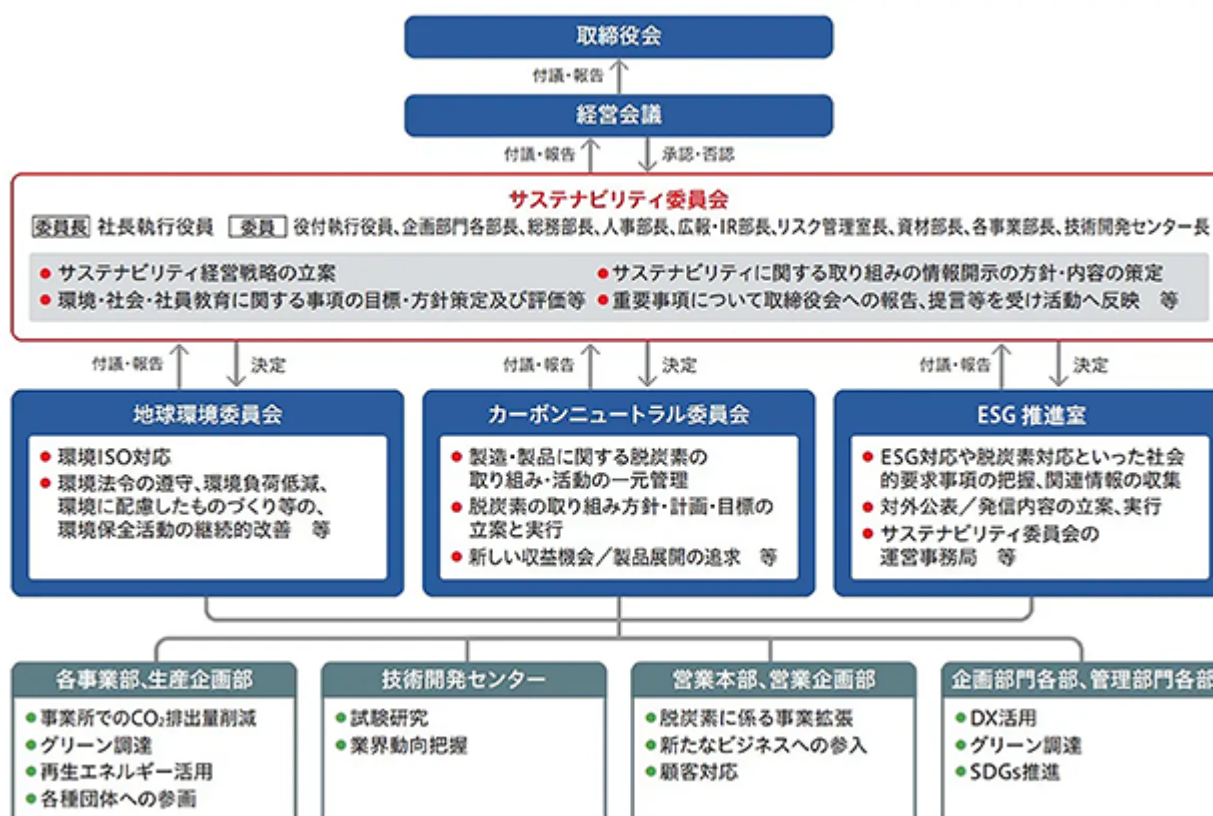 取締役会
付議・報告
経営会議
付議・報告
承認・否認
サステナビリティ委員会
委員長 社長執行役員 委員 役付執行役員、企画部門各部長、総務部長、人事部長、広報・IR部長、リスク管理室長、資材部長、各事業部長、技術開発センター長
サステナビリティ経営戦略の立案
環境・社会・社員教育に関する事項の目標・方針策定及び評価等
サステナビリティに関する取り組みの情報開示の方針・内容の策定
重要事項について取締役会への報告、提言等を受け活動へ反映 等
付議・報告
決定
付議・報告
決定
付議・報告
決定
地球環境委員会
環境ISO対応
環境法令の遵守、環境負荷低減、
環境に配慮したものづくり等の、
環境保全活動の継続的改善 等
カーボンニュートラル委員会
製造・製品に関する脱炭素の
取り組み・活動の一元管理
脱炭素の取り組み方針・計画・目標の
立案と実行
新しい収益機会／製品展開の追求 等
ESG 推進室
ESG対応や脱炭素対応といった社会
的要求事項の把握、関連情報の収集
対外公表／発信内容の立案、実行
サステナビリティ委員会の
運営事務局 等
各事業部、生産企画部
事業所でのCO₂排出量削減
グリーン調達
再生エネルギー活用
各種団体への参画
技術開発センター
試験研究
業界動向把握
営業本部、営業企画部
脱炭素に係る事業拡張
新たなビジネスへの参入
顧客対応
企画部門各部、管理部門各部
DX活用
グリーン調達
SDGs推進